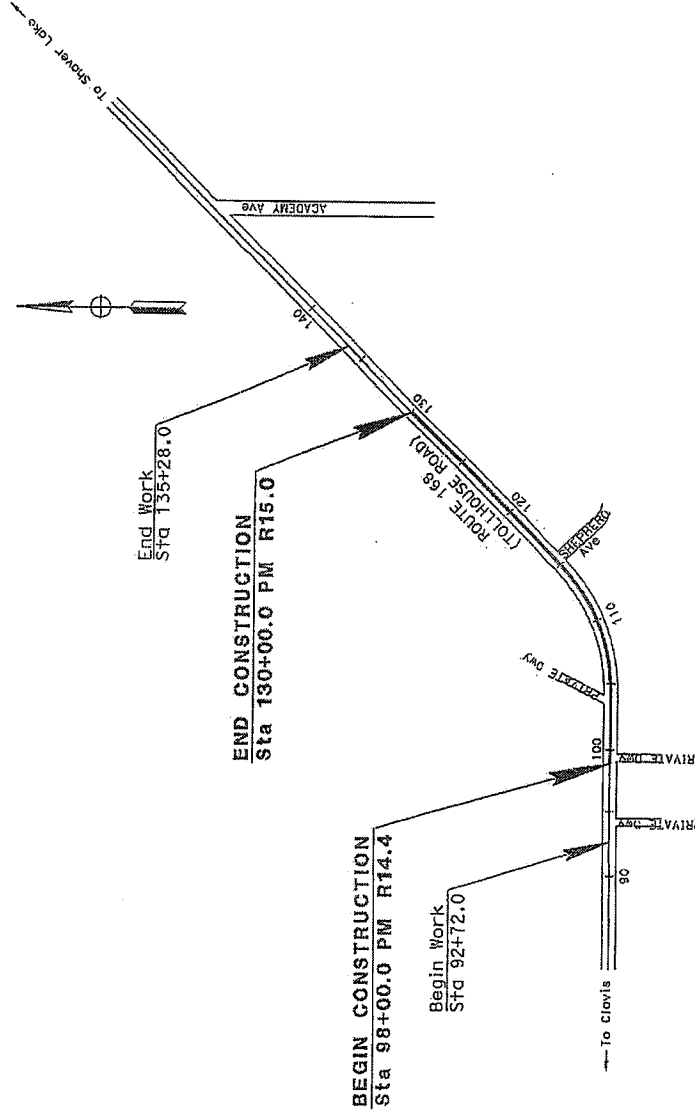 To Shaver Lake
ACADEMY Ave
140
End Work
Sta 135+28.0
130
END CONSTRUCTION
Sta 130+00.0 PM R15.0
ROUTE 168
(TOLLHOUSE ROAD)
120
SHEPHERD
Ave
110
PRIVATE Dwy
100
BEGIN CONSTRUCTION
Sta 98+00.0 PM R14.4
RIVATE Dwy
PRIVATE Dwy
90
Begin Work
Sta 92+72.0
To Clovis